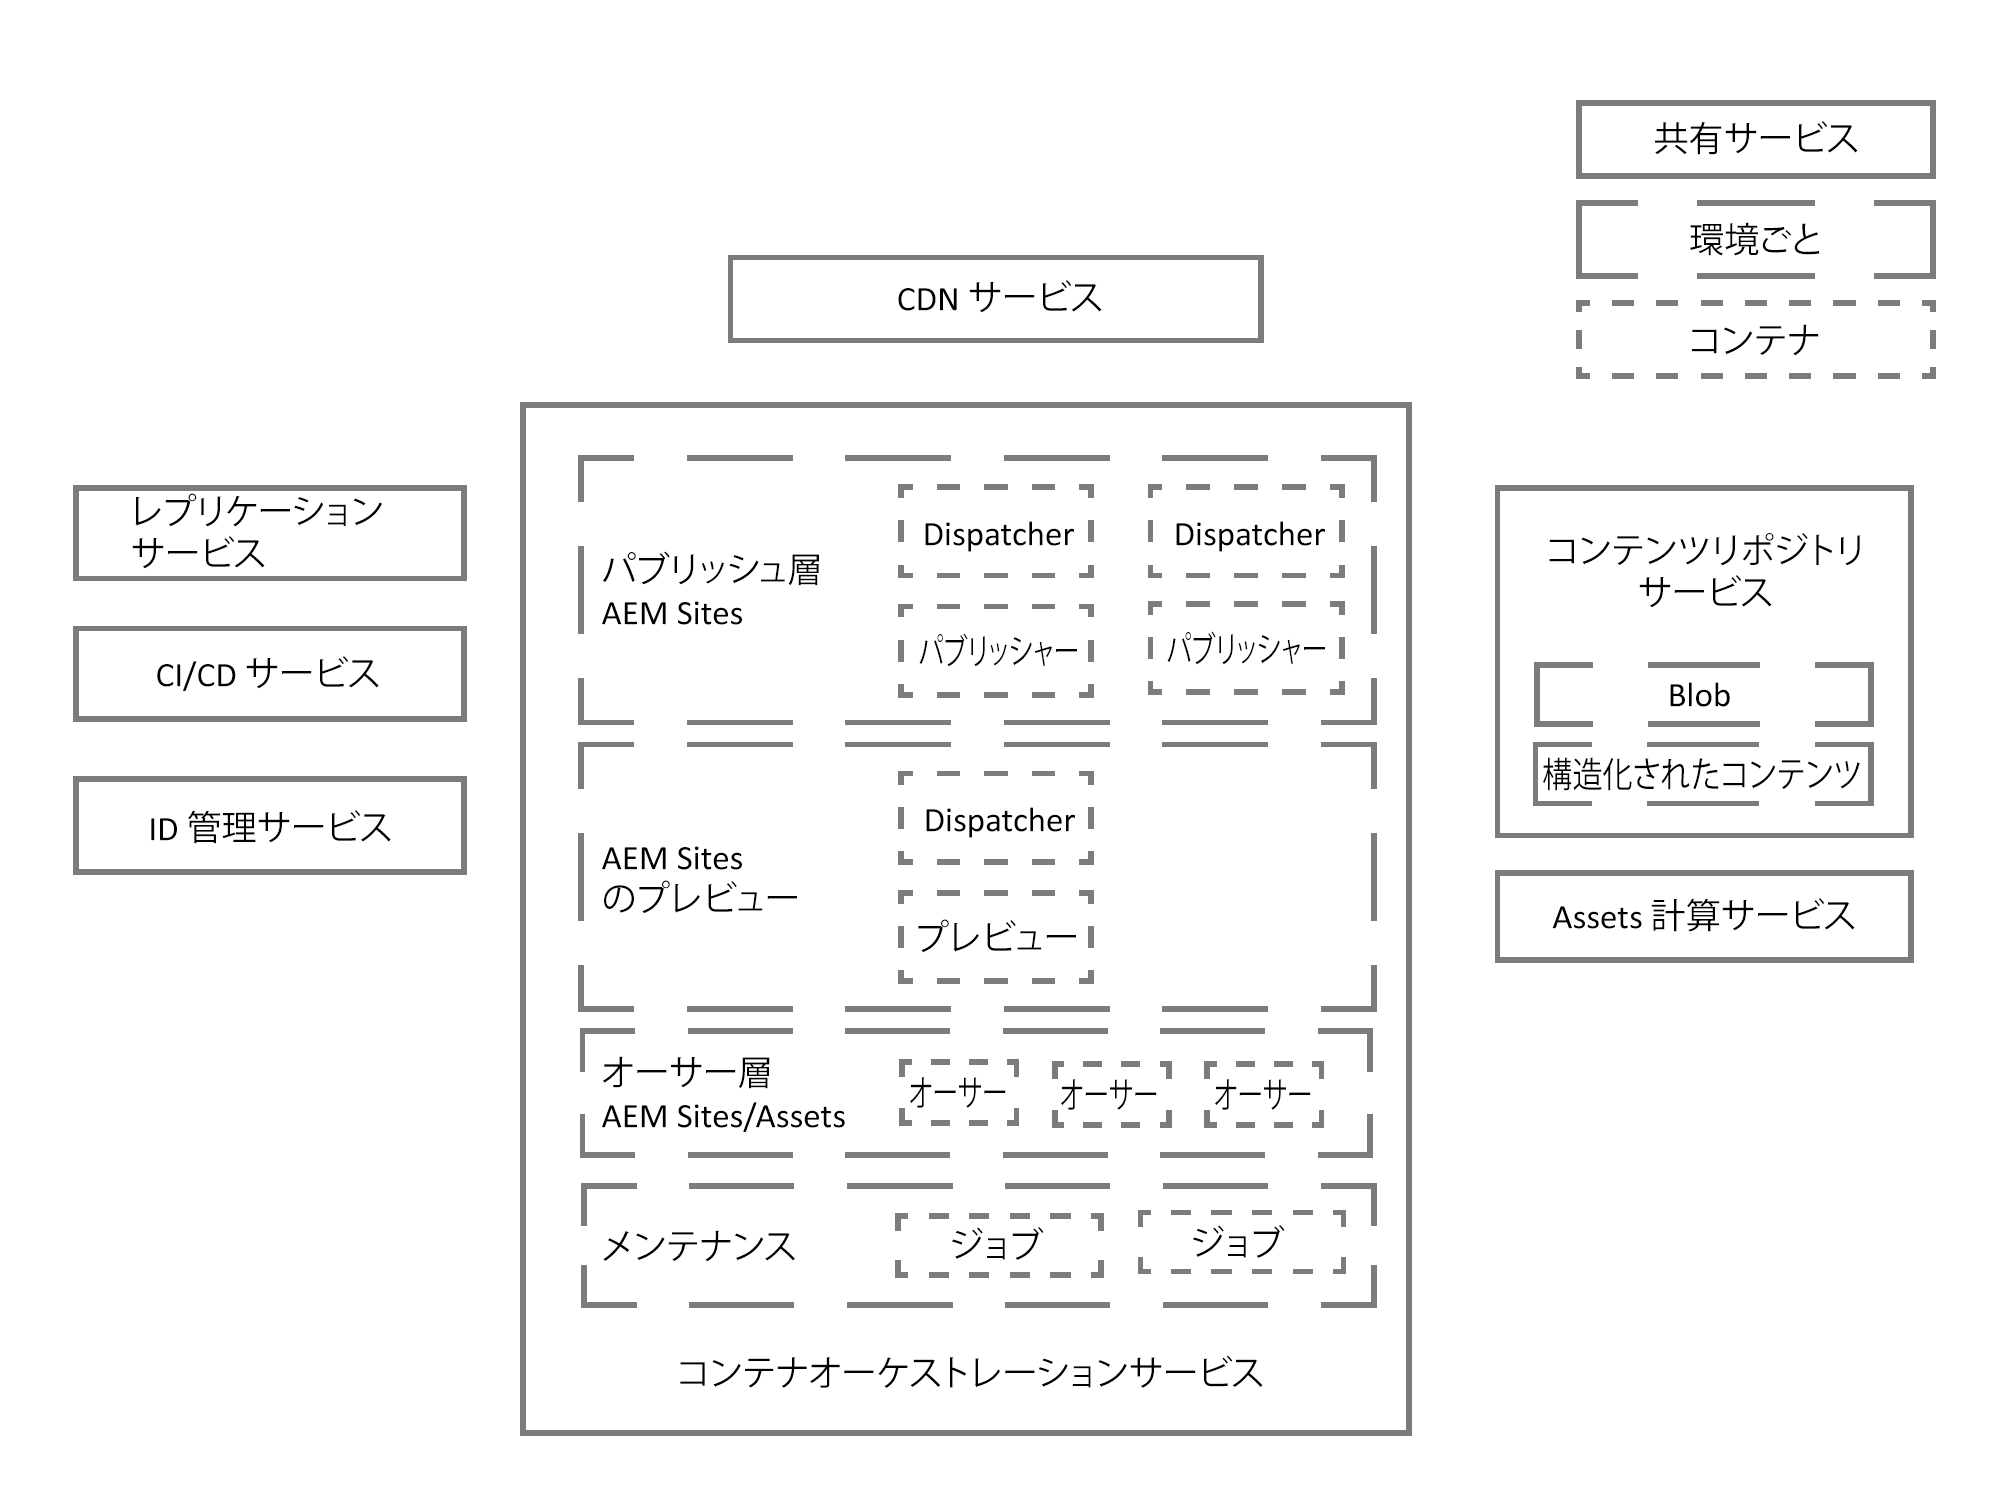 共有サービス
環境ごと
コンテナ
CDN サービス
レプリケーション
サービス
CI/CD サービス
ID 管理サービス
パブリッシュ層
AEM Sites
Dispatcher
Dispatcher
パブリッシャー
パブリッシャー
AEM Sites
のプレビュー
Dispatcher
プレビュー
オーサー層
AEM Sites/Assets
オーサー
オーサー
オーサー
メンテナンス
ジョブ
ジョブ
コンテナオーケストレーションサービス
コンテンツリポジトリ
サービス
Blob
構造化されたコンテンツ
Assets 計算サービス